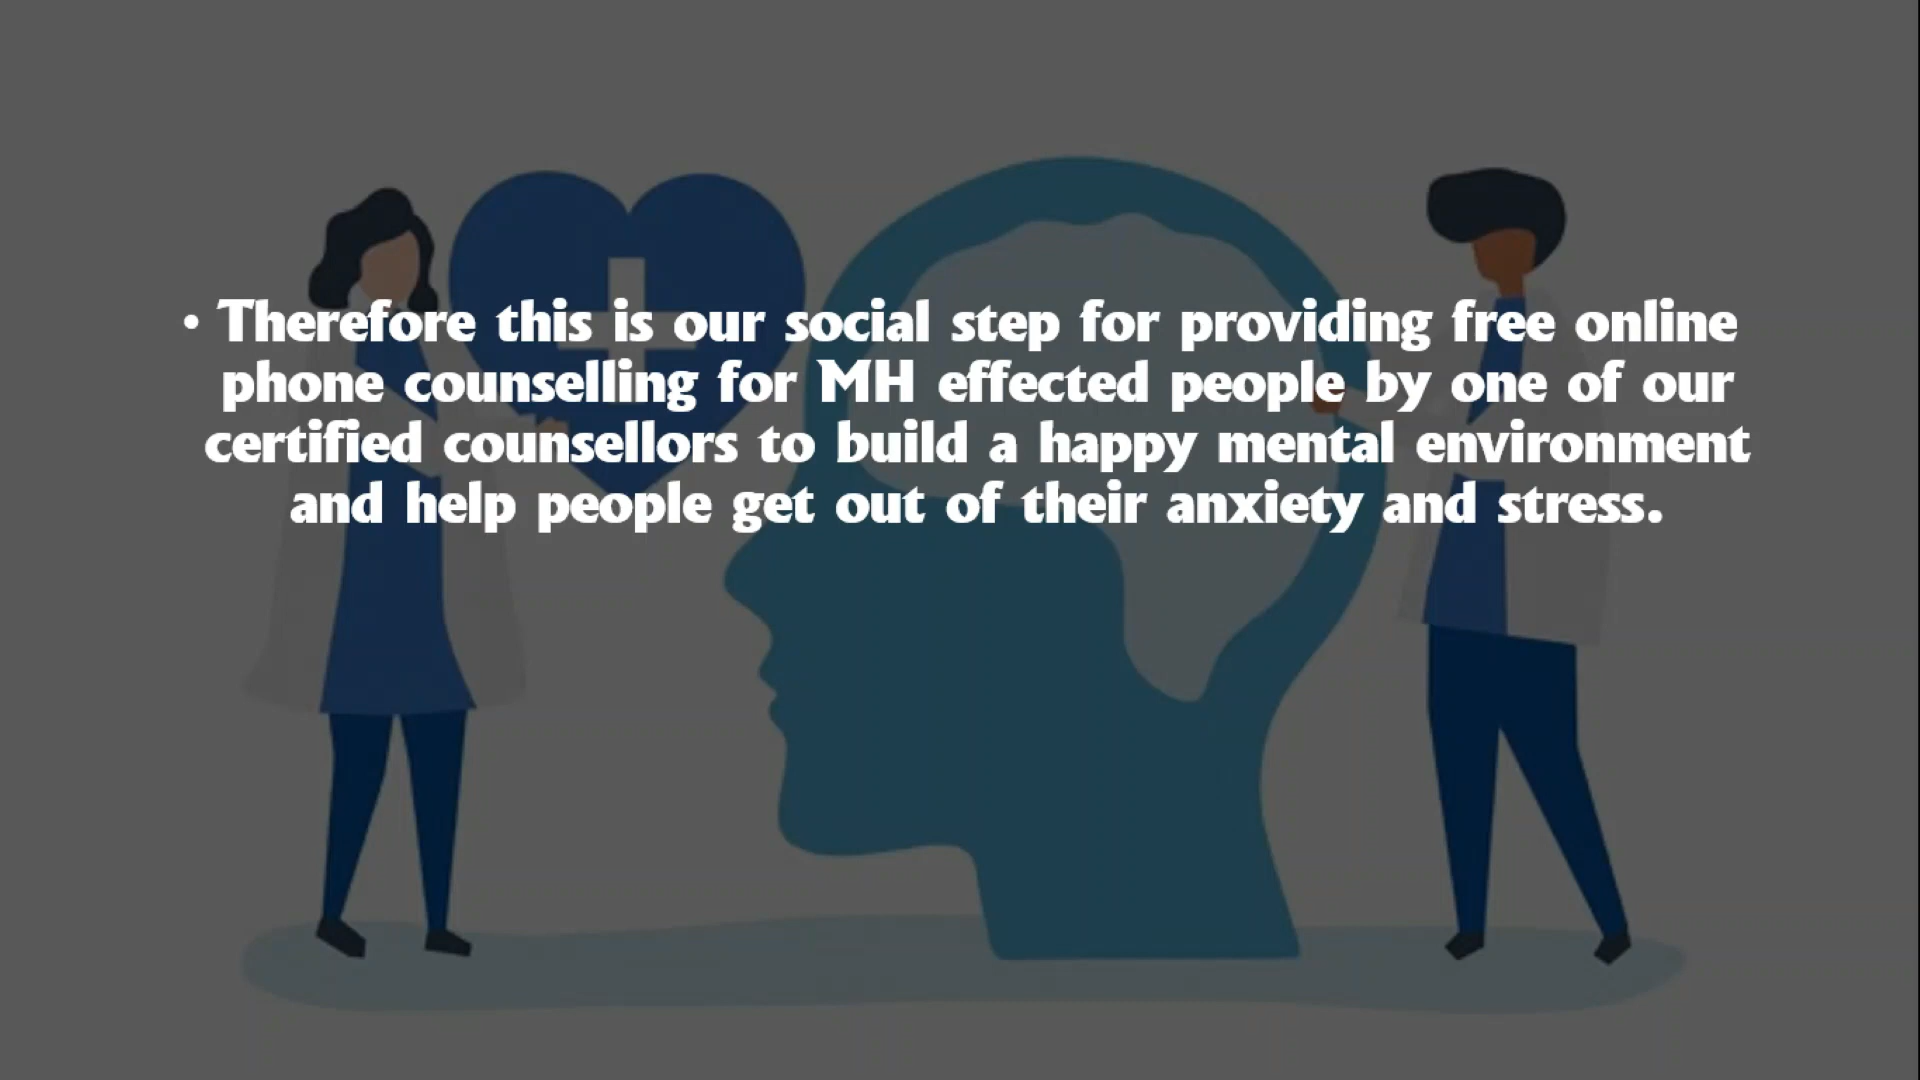 • Therefore this is our social step for providing free online
phone counselling for MH effected people by one of our
certified counsellors to build a happy mental environment
and help people get out of their anxiety and stress.